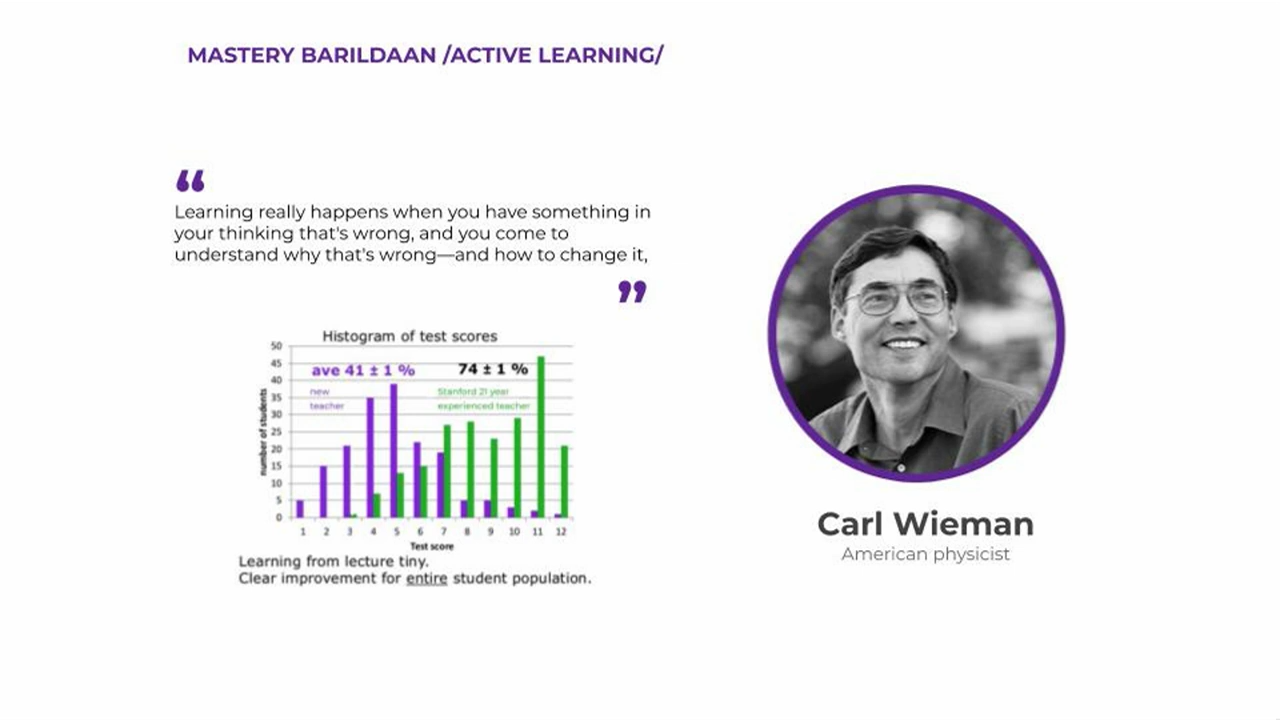 MASTERY BARILDAAN /ACTIVE LEARNING/
“
Learning really happens when you have something in
your thinking that's wrong, and you come to
understand why that's wrong—and how to change it,
”
Histogram of test scores
50
45
40
35
30
25
20
15
10
5
0
number of students
ave 41 ± 1 %
74 ± 1 %
new
teacher
Stanford 21 year
experienced teacher
1 2 3 4 5 6 7 8 9 10 11 12
Test score
Learning from lecture tiny.
Clear improvement for entire student population.
Carl Wieman
American physicist